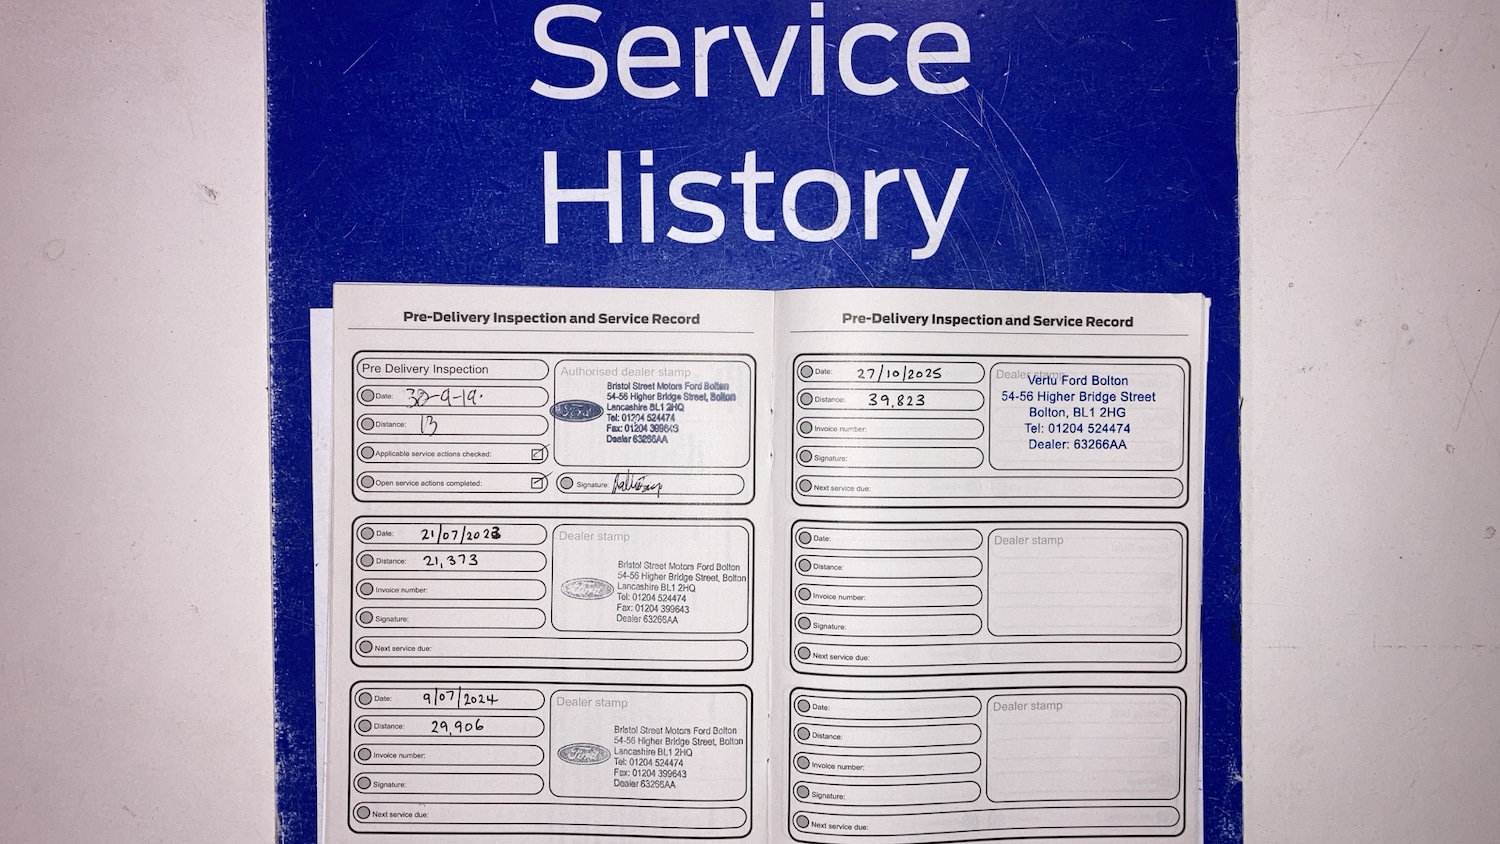 Service
History
Pre-Delivery Inspection and Service Record
Pre Delivery Inspection
Date: 30-9-19.
Distance: 13
Applicable service actions checked:
Open service actions completed:
Authorised dealer stamp
Ford
Bristol Street Motors Ford Bolton
54-56 Higher Bridge Street, Bolton
Lancashire BL1 2HQ
Tel: 01204 524474
Fax: 01204 399643
Dealer 63266AA
Signature:
Date: 21/07/2023
Distance: 21,373
Invoice number:
Signature:
Next service due:
Dealer stamp
Ford
Bristol Street Motors Ford Bolton
54-56 Higher Bridge Street, Bolton
Lancashire BL1 2HQ
Tel: 01204 524474
Fax: 01204 399643
Dealer 63266AA
Date: 9/07/2024
Distance: 29,906
Invoice number:
Signature:
Next service due:
Dealer stamp
Ford
Bristol Street Motors Ford Bolton
54-56 Higher Bridge Street, Bolton
Lancashire BL1 2HQ
Tel: 01204 524474
Fax: 01204 399643
Dealer 63266AA
Pre-Delivery Inspection and Service Record
Date: 27/10/2025
Distance: 39,823
Invoice number:
Signature:
Next service due:
Dealer stamp
Vertu Ford Bolton
54-56 Higher Bridge Street
Bolton, BL1 2HG
Tel: 01204 524474
Dealer: 63266AA
Date:
Distance:
Invoice number:
Signature:
Next service due:
Dealer stamp
Date:
Distance:
Invoice number:
Signature:
Next service due:
Dealer stamp